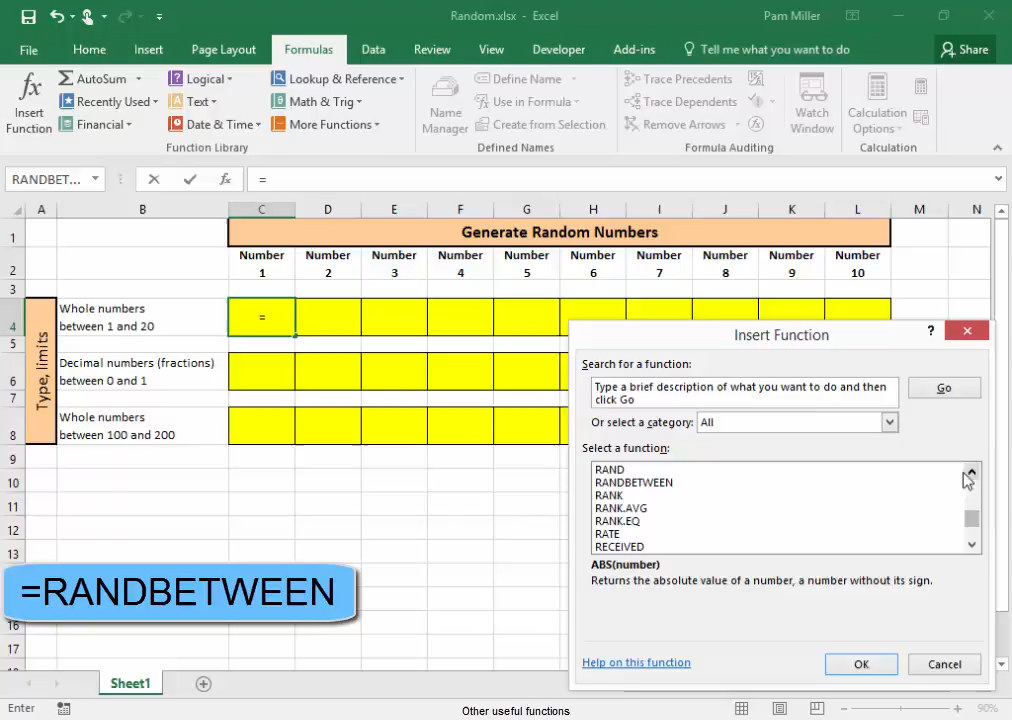 Random.xlsx - Excel
Pam Miller
File Home Insert Page Layout Formulas Data Review View Developer Add-ins Tell me what you want to do Share
fx
Insert Function
AutoSum
Recently Used
Financial
Logical
Text
Date & Time
Lookup & Reference
Math & Trig
More Functions
Function Library
Name Manager
Define Name
Use in Formula
Create from Selection
Defined Names
Trace Precedents
Trace Dependents
Remove Arrows
Formula Auditing
Watch Window
Calculation Options
Calculation
RANDBET...
fx
=
A B C D E F G H I J K L M N
1 Generate Random Numbers
2
Number 1
Number 2
Number 3
Number 4
Number 5
Number 6
Number 7
Number 8
Number 9
Number 10
3
Type, limits
4
Whole numbers
between 1 and 20
=
5
6
Decimal numbers (fractions)
between 0 and 1
7
8
Whole numbers
between 100 and 200
9
10
11
12
13
16
17
=RANDBETWEEN
Insert Function
?
Search for a function:
Type a brief description of what you want to do and then
click Go
Go
Or select a category: All
Select a function:
RAND
RANDBETWEEN
RANK
RANK.AVG
RANK.EQ
RATE
RECEIVED
ABS(number)
Returns the absolute value of a number, a number without its sign.
Help on this function
OK
Cancel
Sheet1
Enter
Other useful functions
90%